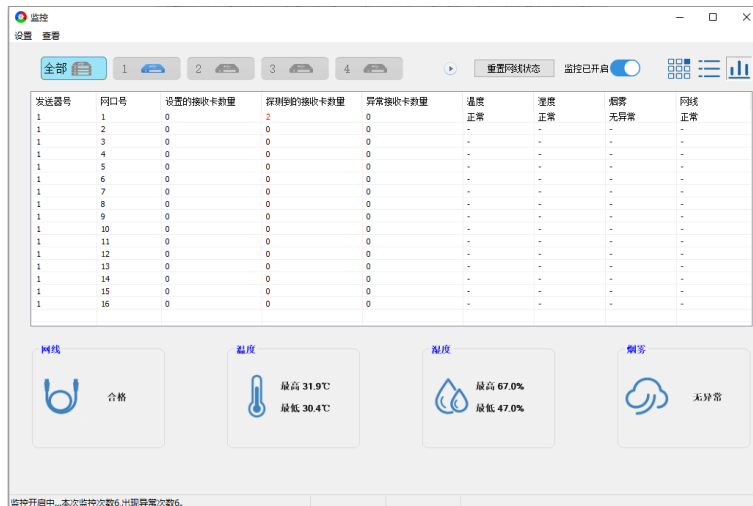 监控
设置 查看
全部 1 2 3 4 重置网线状态 监控已开启
发送器号 网口号 设置的接收卡数量 探测到的接收卡数量 异常接收卡数量 温度 湿度 烟雾 网线
1 1 0 2 0 正常 正常 无异常 正常
1 2 0 0 0 - - - -
1 3 0 0 0 - - - -
1 4 0 0 0 - - - -
1 5 0 0 0 - - - -
1 6 0 0 0 - - - -
1 7 0 0 0 - - - -
1 8 0 0 0 - - - -
1 9 0 0 0 - - - -
1 10 0 0 0 - - - -
1 11 0 0 0 - - - -
1 12 0 0 0 - - - -
1 13 0 0 0 - - - -
1 14 0 0 0 - - - -
1 15 0 0 0 - - - -
1 16 0 0 0 - - - -
网线 温度 湿度 烟雾
合格
最高 31.9℃
最低 30.4℃
最高 67.0%
最低 47.0%
无异常
监控开启中...本次监控次数6,出现异常次数6。